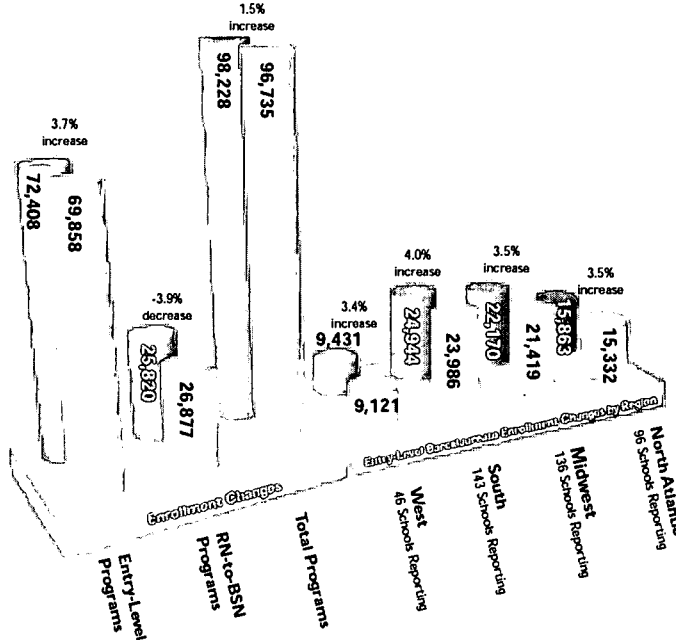 1.5%
increase
98,228
96,735
3.7%
increase
72,408
69,858
-3.9%
decrease
25,820
26,877
3.4%
increase
9,431
9,121
4.0%
increase
24,944
23,986
3.5%
increase
22,170
21,419
3.5%
increase
15,863
15,332
Enrollment Changes
Entry-Level Baccalaureate Enrollment Changes by Region
Entry-Level
Programs
RN-to-BSN
Programs
Total Programs
West
46 Schools Reporting
South
143 Schools Reporting
Midwest
136 Schools Reporting
North Atlantic
96 Schools Reporting